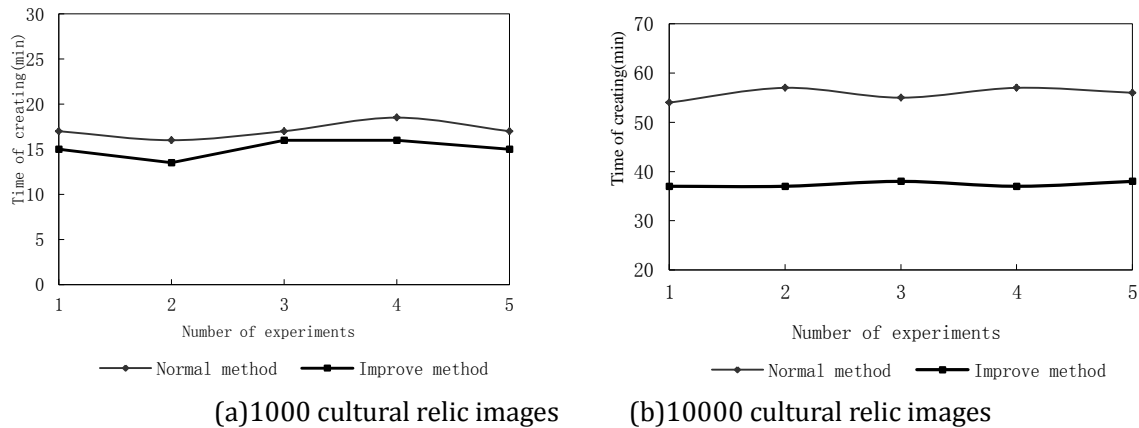 Time of creating(min)
30
25
20
15
10
5
0
1 2 3 4 5
Number of experiments
Normal method Improve method
Time of creating(min)
70
60
50
40
30
20
1 2 3 4 5
Number of experiments
Normal method Improve method
(a)1000 cultural relic images (b)10000 cultural relic images